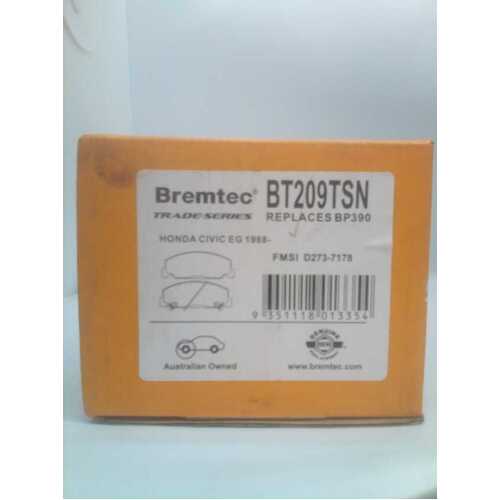 Bremtec®
TRADE-SERIES
BT209TSN
REPLACES BP390
HONDA CIVIC EG 1988-
FMSI D273-7178
9 351118 013354
GENUINE
Australian Owned
www.bremtec.com